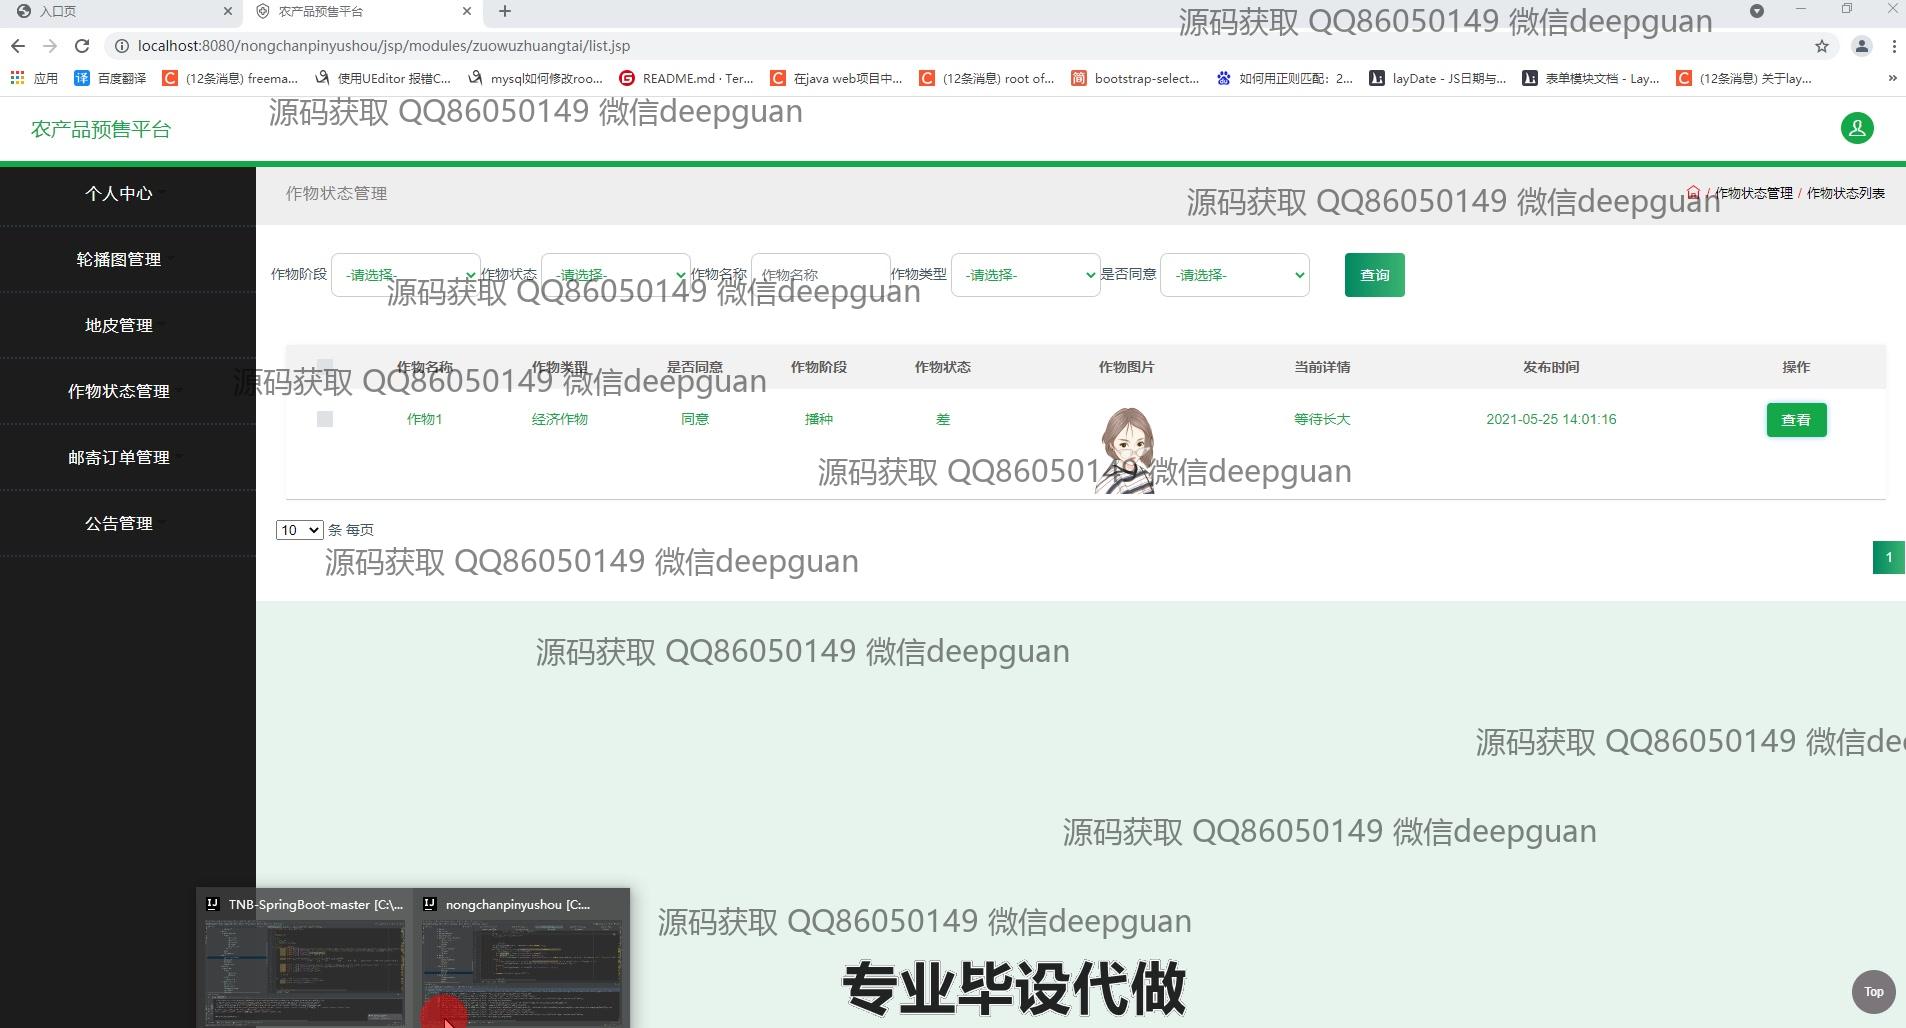 入口页
农产品预售平台
源码获取 QQ86050149 微信deepguan
localhost:8080/nongchanpinyushou/jsp/modules/zuowuzhuangtai/list.jsp
应用
百度翻译
(12条消息) freema...
使用UEditor 报错C...
mysql如何修改roo...
README.md · Ter...
在java web项目中...
(12条消息) root of...
bootstrap-select...
如何用正则匹配：2...
layDate - JS日期与...
表单模块文档 - Lay...
(12条消息) 关于lay...
源码获取 QQ86050149 微信deepguan
农产品预售平台
个人中心
轮播图管理
地皮管理
作物状态管理
邮寄订单管理
公告管理
作物状态管理
源码获取 QQ86050149 微信deepguan
/ 作物状态管理 / 作物状态列表
作物阶段 -请选择- 作物状态 -请选择- 作物名称 作物名称 作物类型 -请选择- 是否同意 -请选择- 查询
源码获取 QQ86050149 微信deepguan
作物名称 作物类型 是否同意 作物阶段 作物状态 作物图片 当前详情 发布时间 操作
源码获取 QQ86050149 微信deepguan
作物1 经济作物 同意 播种 差 等待长大 2021-05-25 14:01:16 查看
源码获取 QQ86050149 微信deepguan
10 条 每页
源码获取 QQ86050149 微信deepguan
1
源码获取 QQ86050149 微信deepguan
源码获取 QQ86050149 微信dee
源码获取 QQ86050149 微信deepguan
TNB-SpringBoot-master [C:\...
nongchanpinyushou [C:...
源码获取 QQ86050149 微信deepguan
专业毕设代做
Top